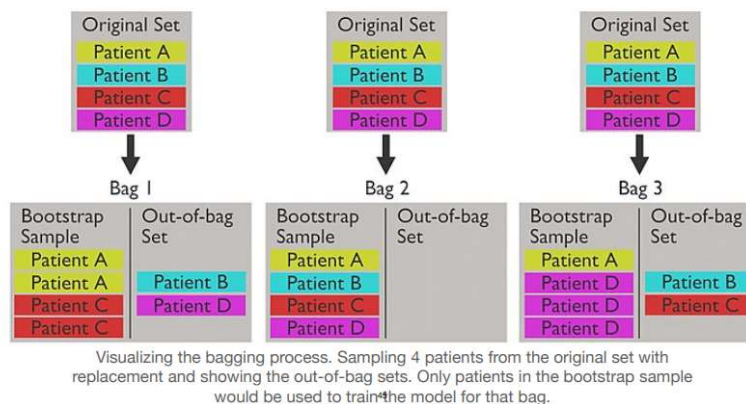 Original Set
Patient A
Patient B
Patient C
Patient D
Original Set
Patient A
Patient B
Patient C
Patient D
Original Set
Patient A
Patient B
Patient C
Patient D
Bag 1
Bootstrap
Sample
Patient A
Patient A
Patient C
Patient C
Out-of-bag
Set
Patient B
Patient D
Bag 2
Bootstrap
Sample
Patient A
Patient B
Patient C
Patient D
Out-of-bag
Set
Bag 3
Bootstrap
Sample
Patient A
Patient D
Patient D
Patient D
Out-of-bag
Set
Patient B
Patient C
Visualizing the bagging process. Sampling 4 patients from the original set with
replacement and showing the out-of-bag sets. Only patients in the bootstrap sample
would be used to train the model for that bag.